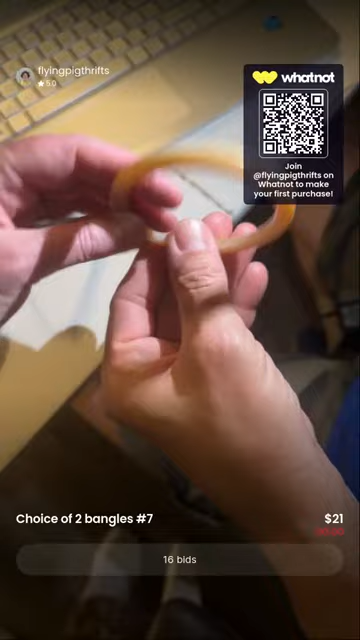 flyingpigthrifts
★5.0
whatnot
Join
@flyingpigthrifts on
Whatnot to make
your first purchase!
Choice of 2 bangles #7
$21
16 bids